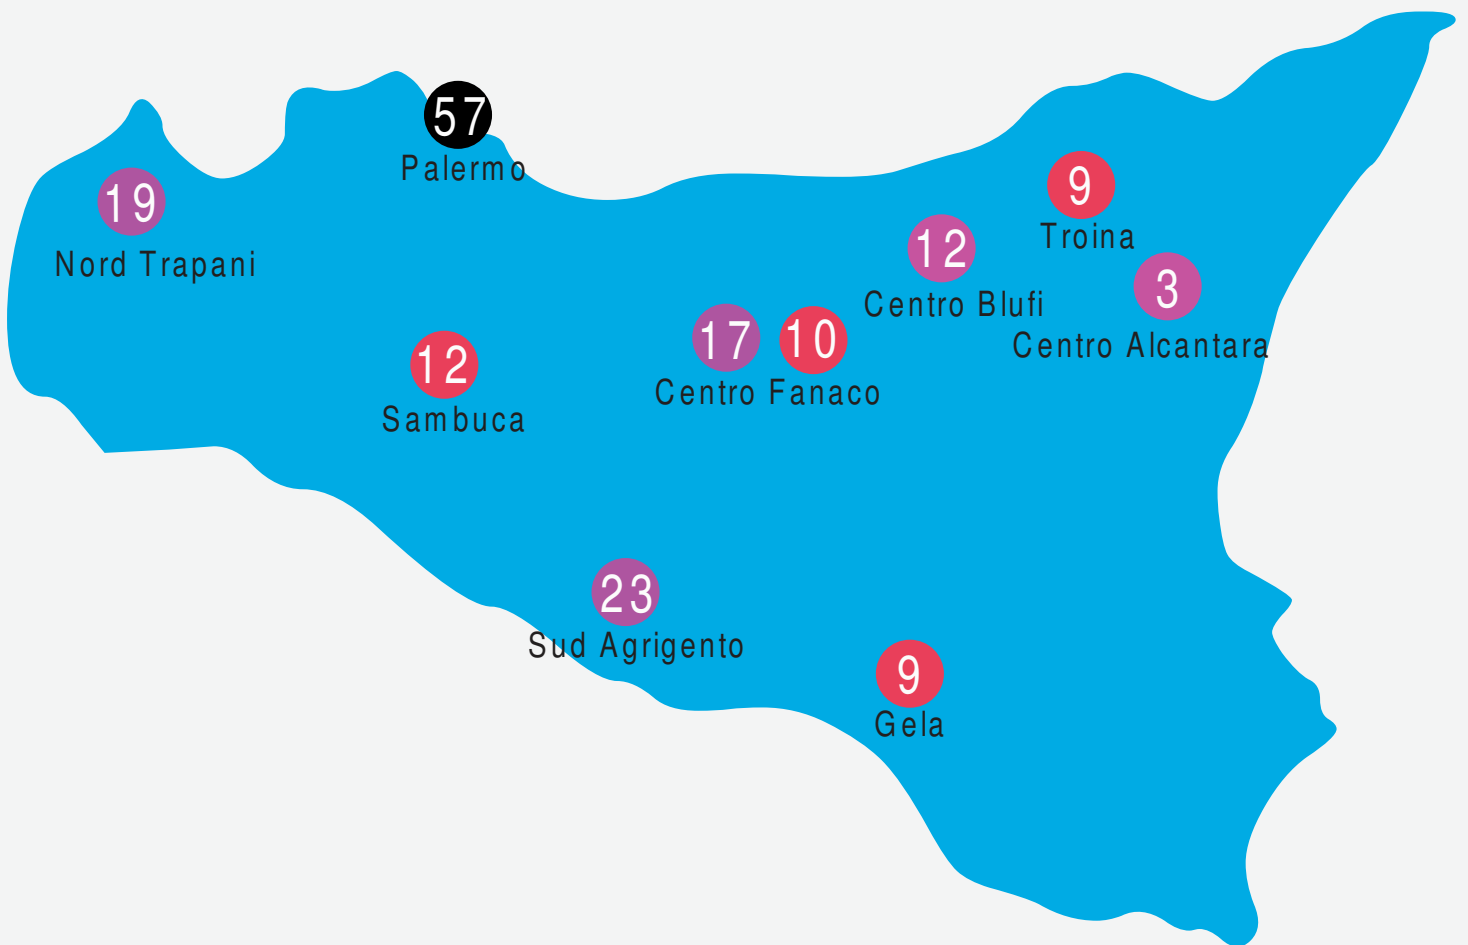 57
Palermo
19
Nord Trapani
9
Troina
12
Centro Blufi
3
Centro Alcantara
17 10
Centro Fanaco
12
Sambuca
23
Sud Agrigento
9
Gela